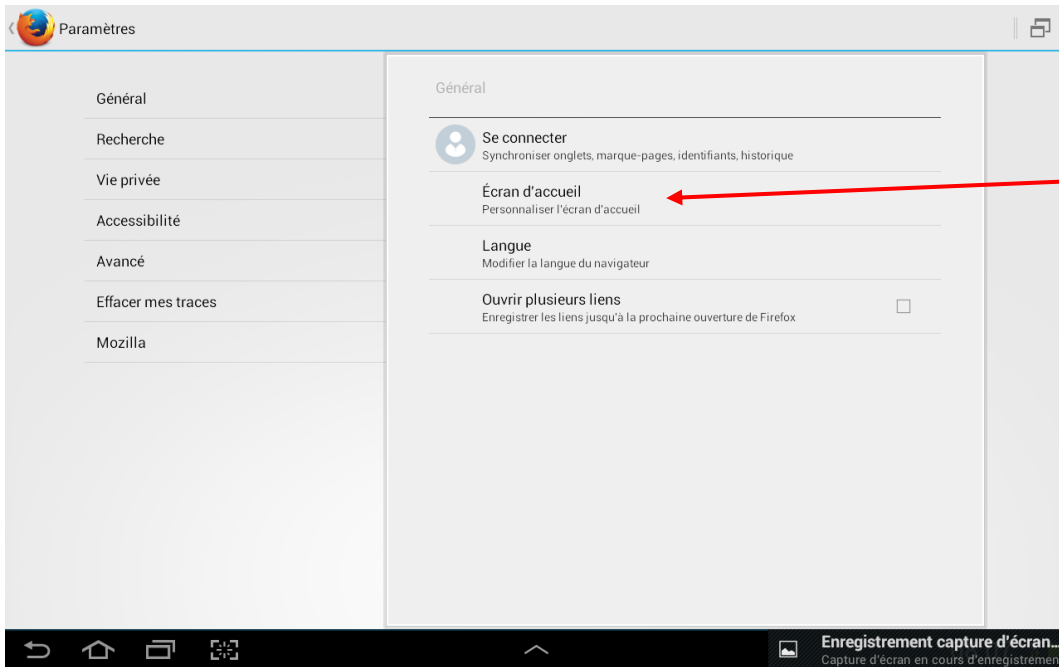 Paramètres
Général
Recherche
Vie privée
Accessibilité
Avancé
Effacer mes traces
Mozilla
Général
Se connecter
Synchroniser onglets, marque-pages, identifiants, historique
Écran d'accueil
Personnaliser l'écran d'accueil
Langue
Modifier la langue du navigateur
Ouvrir plusieurs liens
Enregistrer les liens jusqu'à la prochaine ouverture de Firefox
Enregistrement capture d'écran...
Capture d'écran en cours d'enregistremen